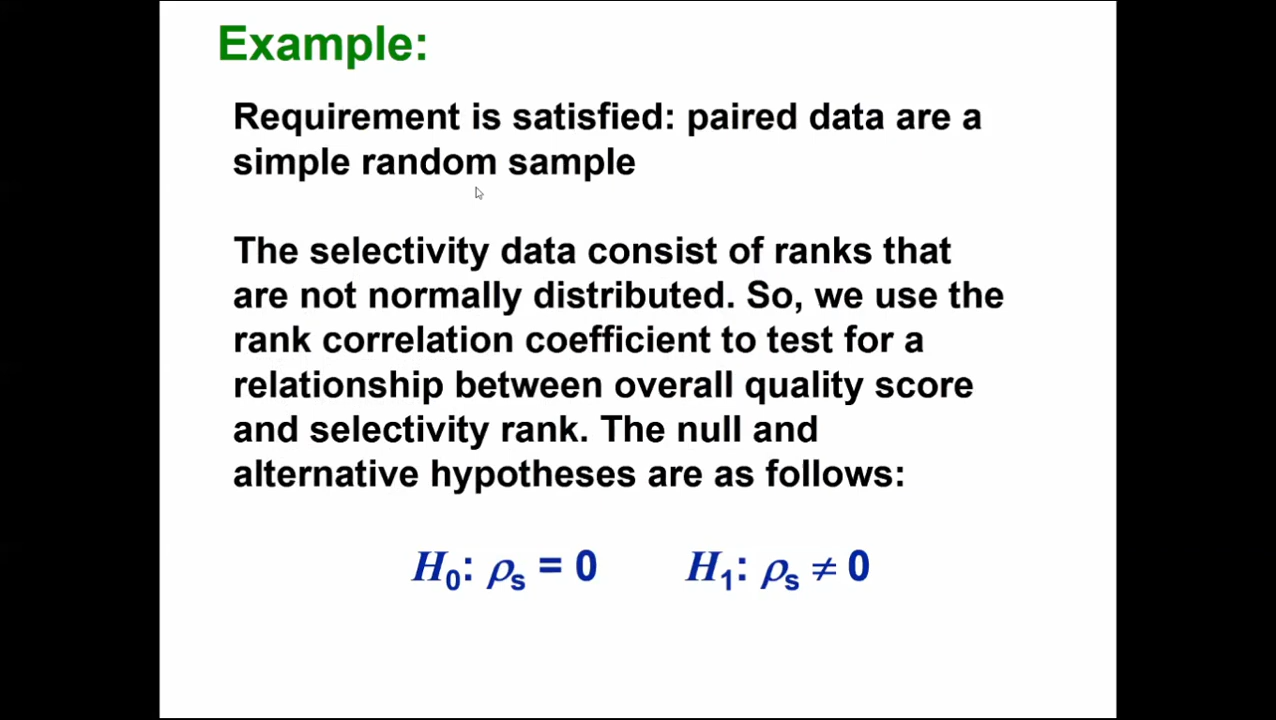 Example:
Requirement is satisfied: paired data are a
simple random sample
The selectivity data consist of ranks that
are not normally distributed. So, we use the
rank correlation coefficient to test for a
relationship between overall quality score
and selectivity rank. The null and
alternative hypotheses are as follows:
H₀: ρₛ = 0 H₁: ρₛ ≠ 0